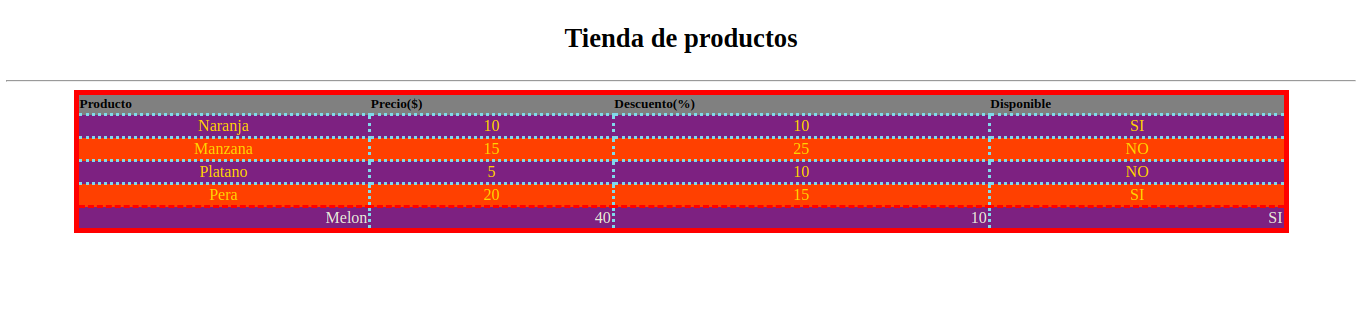 Tienda de productos
Producto Precio($) Descuento(%) Disponible
Naranja 10 10 SI
Manzana 15 25 NO
Platano 5 10 NO
Pera 20 15 SI
Melon 40 10 SI